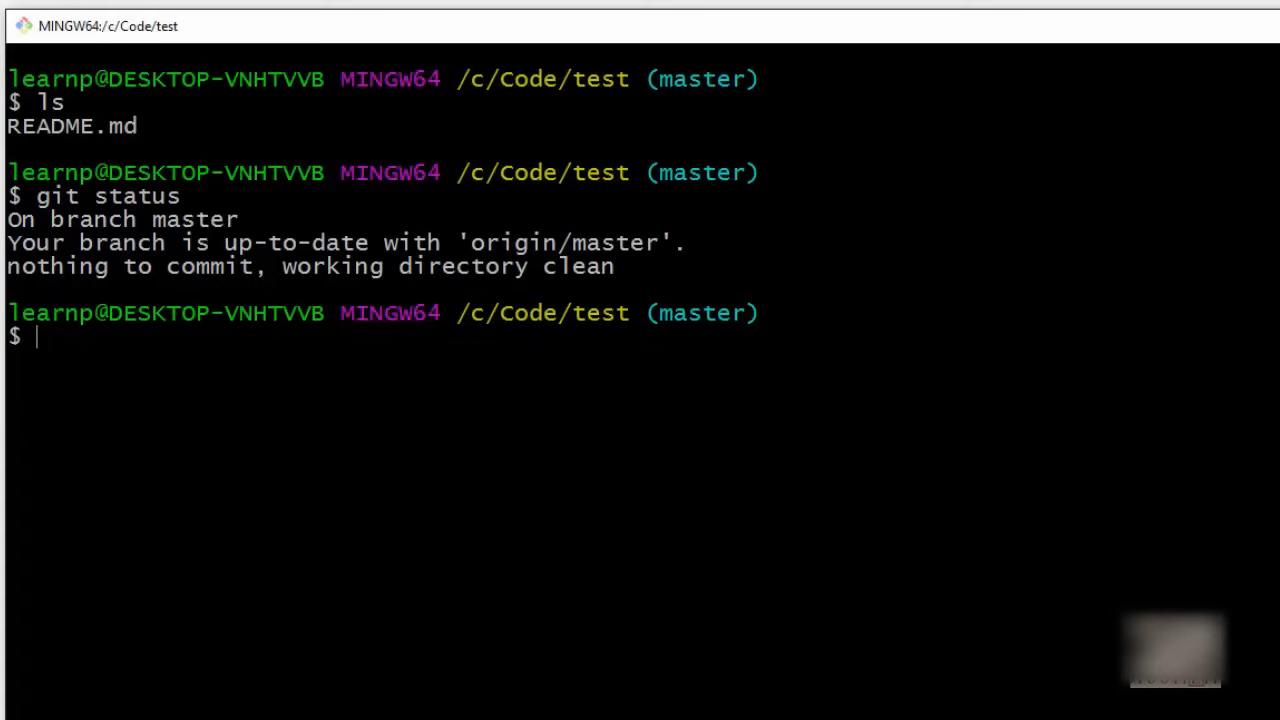 MINGW64:/c/Code/test
learnp@DESKTOP-VNHTVVB MINGW64 /c/Code/test (master)
$ ls
README.md
learnp@DESKTOP-VNHTVVB MINGW64 /c/Code/test (master)
$ git status
On branch master
Your branch is up-to-date with 'origin/master'.
nothing to commit, working directory clean
learnp@DESKTOP-VNHTVVB MINGW64 /c/Code/test (master)
$